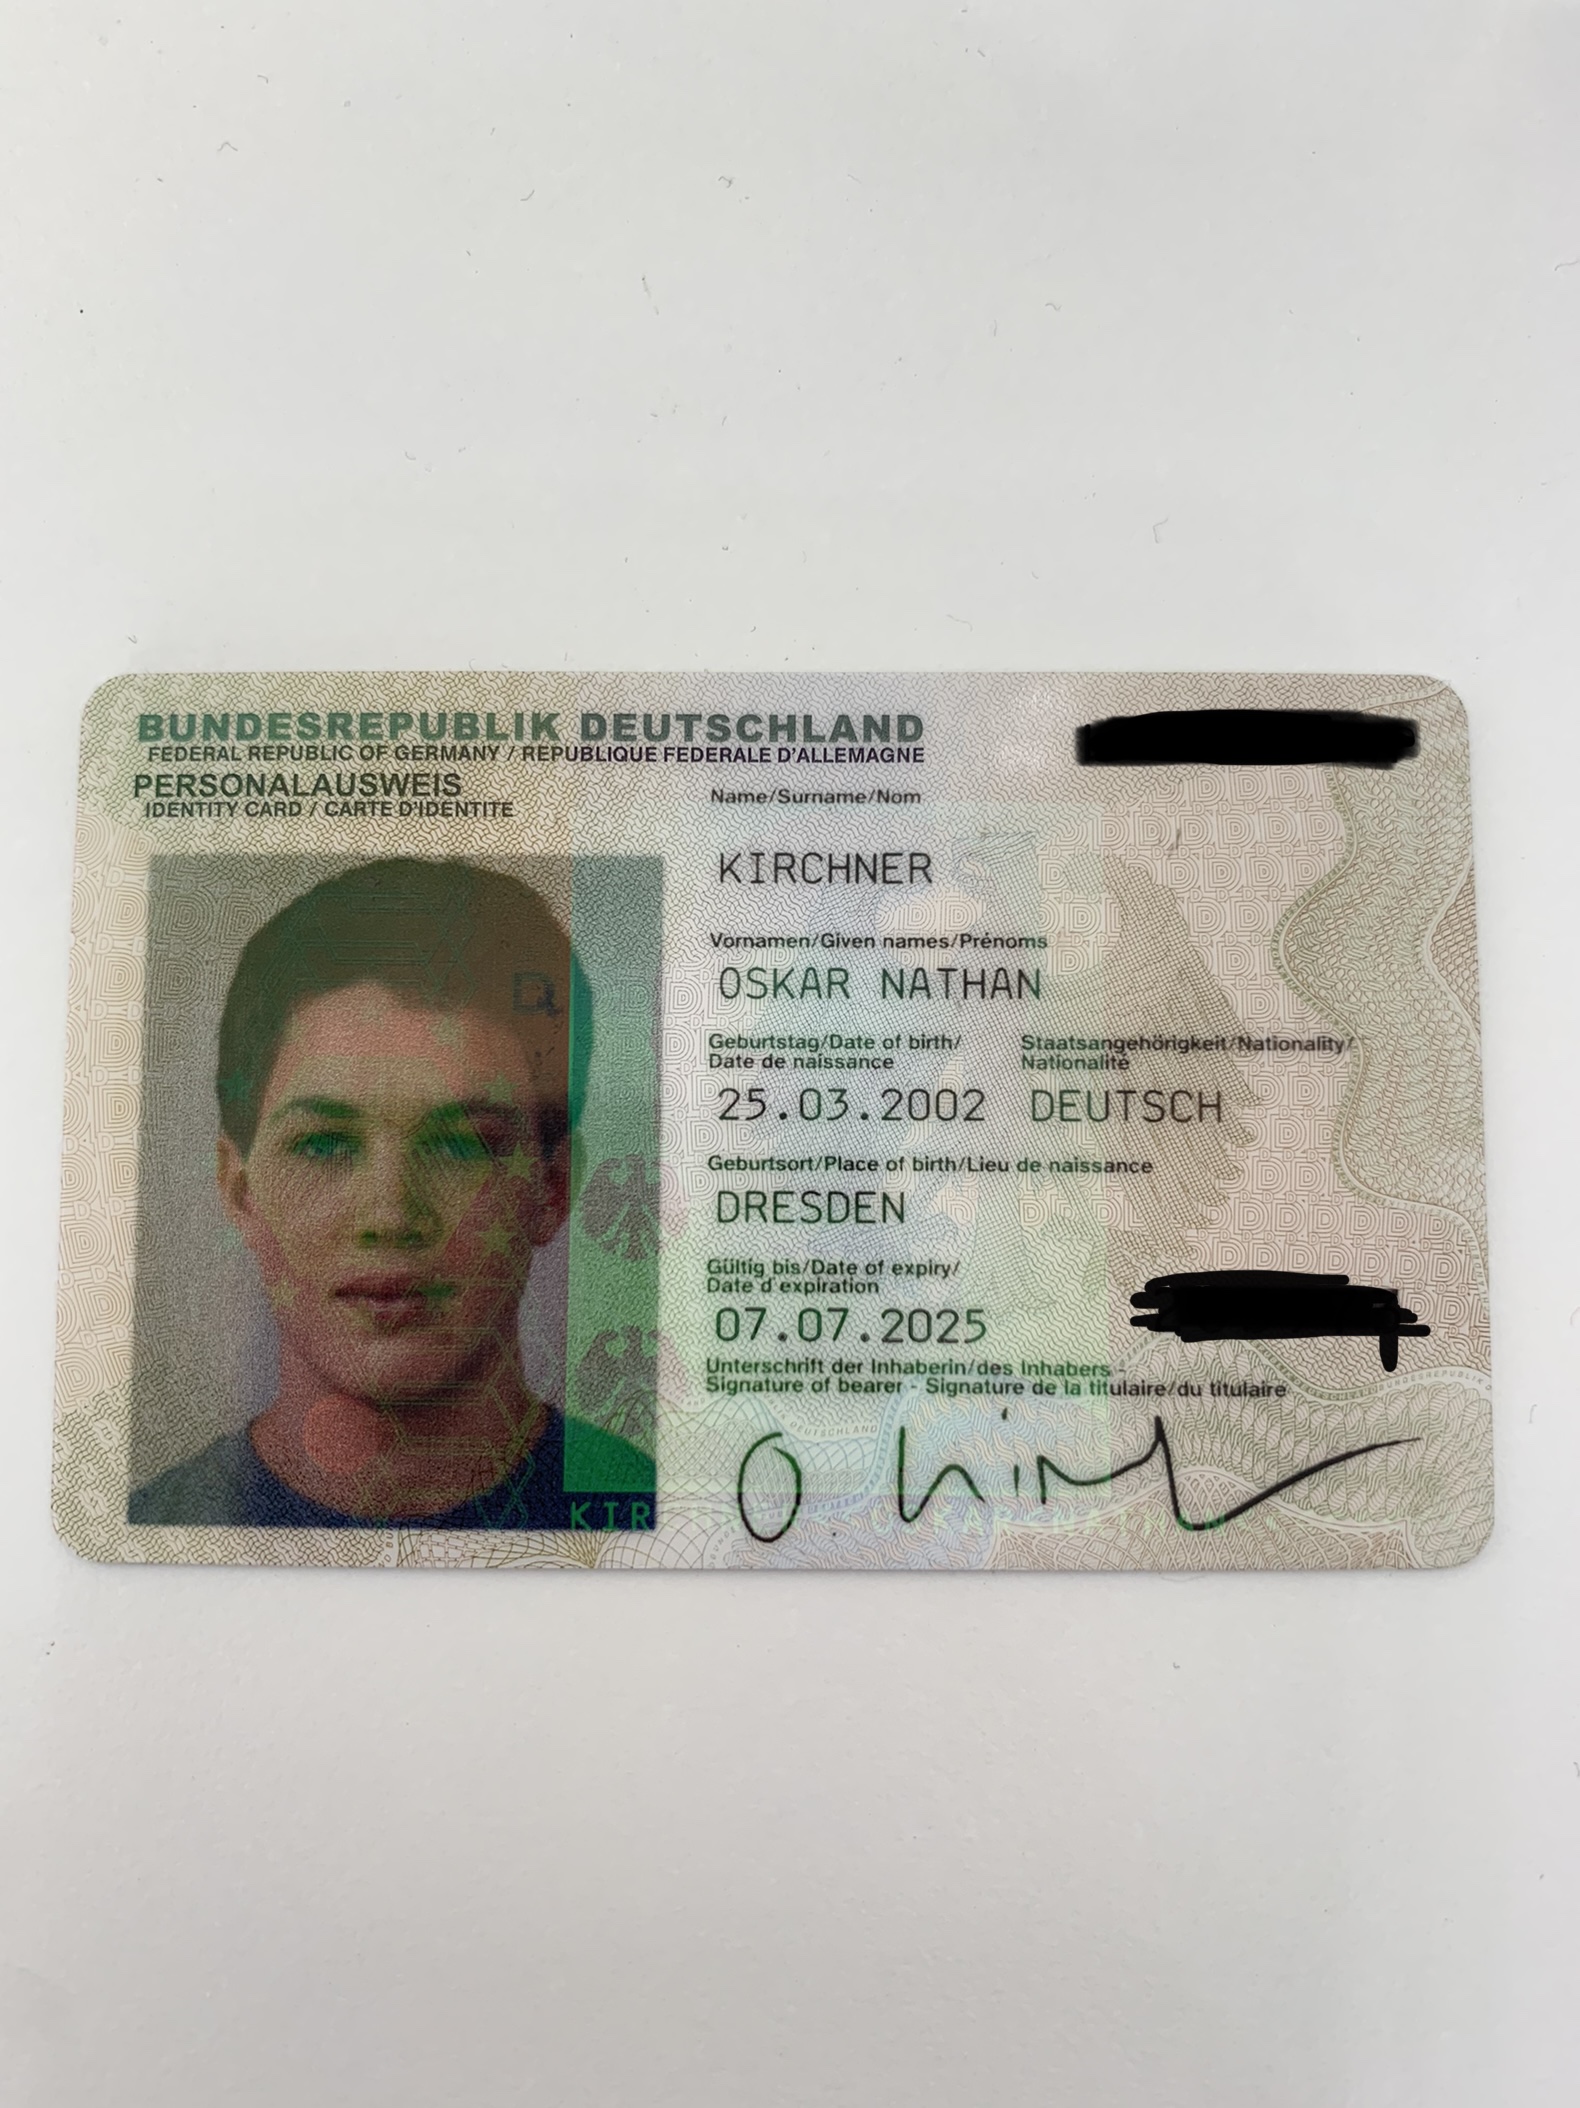 BUNDESREPUBLIK DEUTSCHLAND
FEDERAL REPUBLIC OF GERMANY / REPUBLIQUE FEDERALE D'ALLEMAGNE
PERSONALAUSWEIS
IDENTITY CARD / CARTE D'IDENTITE
Name/Surname/Nom
KIRCHNER
Vornamen/Given names/Prénoms
OSKAR NATHAN
Geburtstag/Date of birth/
Date de naissance
Staatsangehörigkeit/Nationality/
Nationalité
25.03.2002 DEUTSCH
Geburtsort/Place of birth/Lieu de naissance
DRESDEN
Gültig bis/Date of expiry/
Date d'expiration
07.07.2025
Unterschrift der Inhaberin/des Inhabers -
Signature of bearer - Signature de la titulaire/du titulaire
KIR